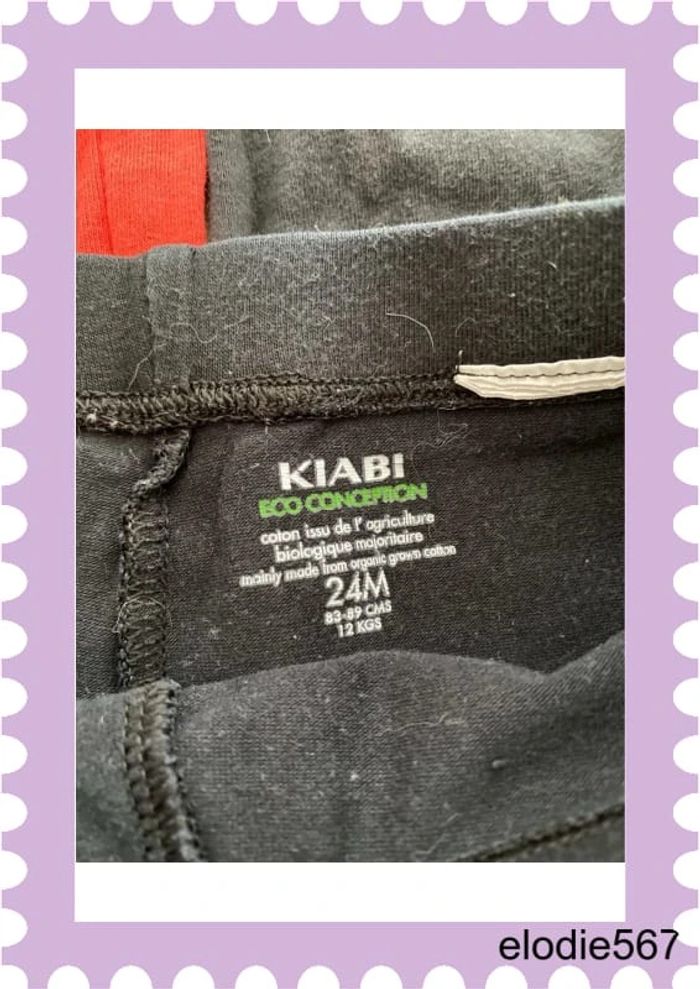 KIABI
ECO CONCEPTION
coton issu de l' agriculture
biologique majoritaire
mainly made from organic grown cotton
24M
83-89 CMS
12 KGS
elodie567